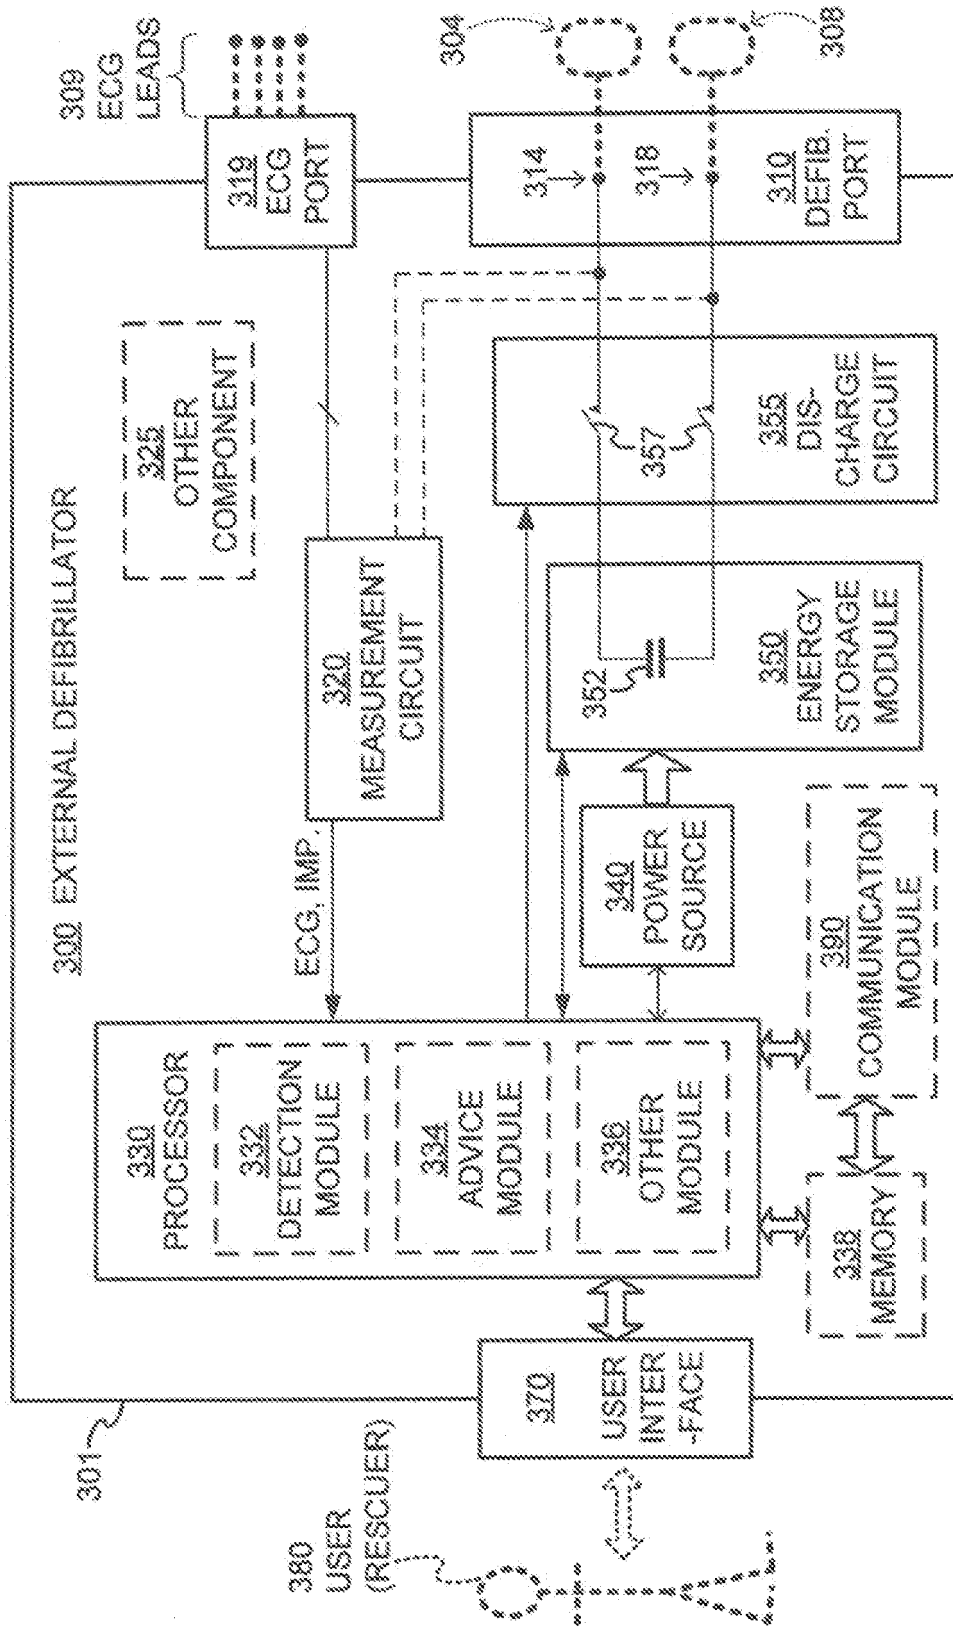 300 EXTERNAL DEFIBRILLATOR
301
309
ECG
LEADS
319
ECG
PORT
325
OTHER
COMPONENT
320
MEASUREMENT
CIRCUIT
ECG, IMP.
330
PROCESSOR
332
DETECTION
MODULE
334
ADVICE
MODULE
336
OTHER
MODULE
380
USER
(RESCUER)
370
USER
INTER
-FACE
338
MEMORY
390
COMMUNICATION
MODULE
340
POWER
SOURCE
352
350
ENERGY
STORAGE
MODULE
357
355
DIS-
CHARGE
CIRCUIT
314
318
310
DEFIB.
PORT
304
308